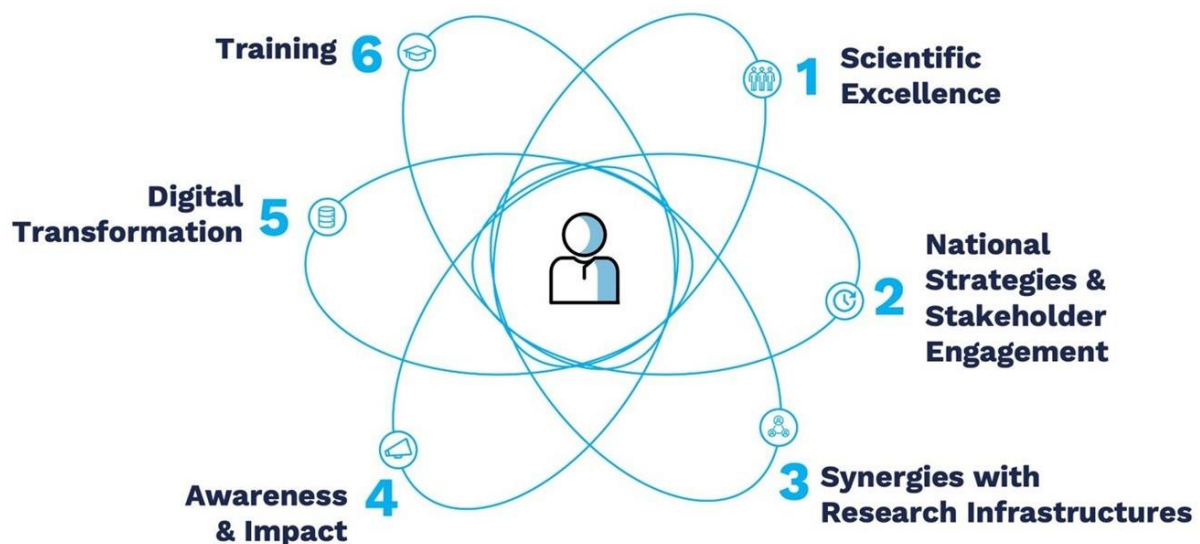 1
Scientific
Excellence
2
National
Strategies &
Stakeholder
Engagement
3
Synergies with
Research Infrastructures
4
Awareness
& Impact
5
Digital
Transformation
6
Training